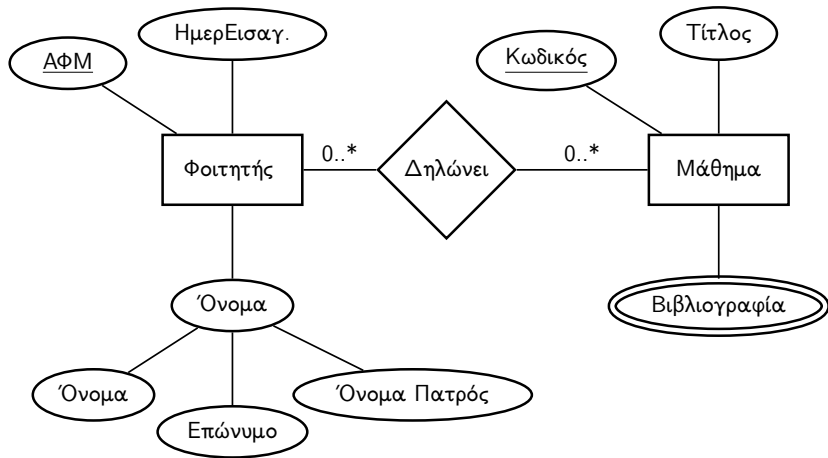 ΗμερΕισαγ.
ΑΦΜ
Κωδικός
Τίτλος
Φοιτητής
0..*
Δηλώνει
0..*
Μάθημα
Όνομα
Βιβλιογραφία
Όνομα
Επώνυμο
Όνομα Πατρός